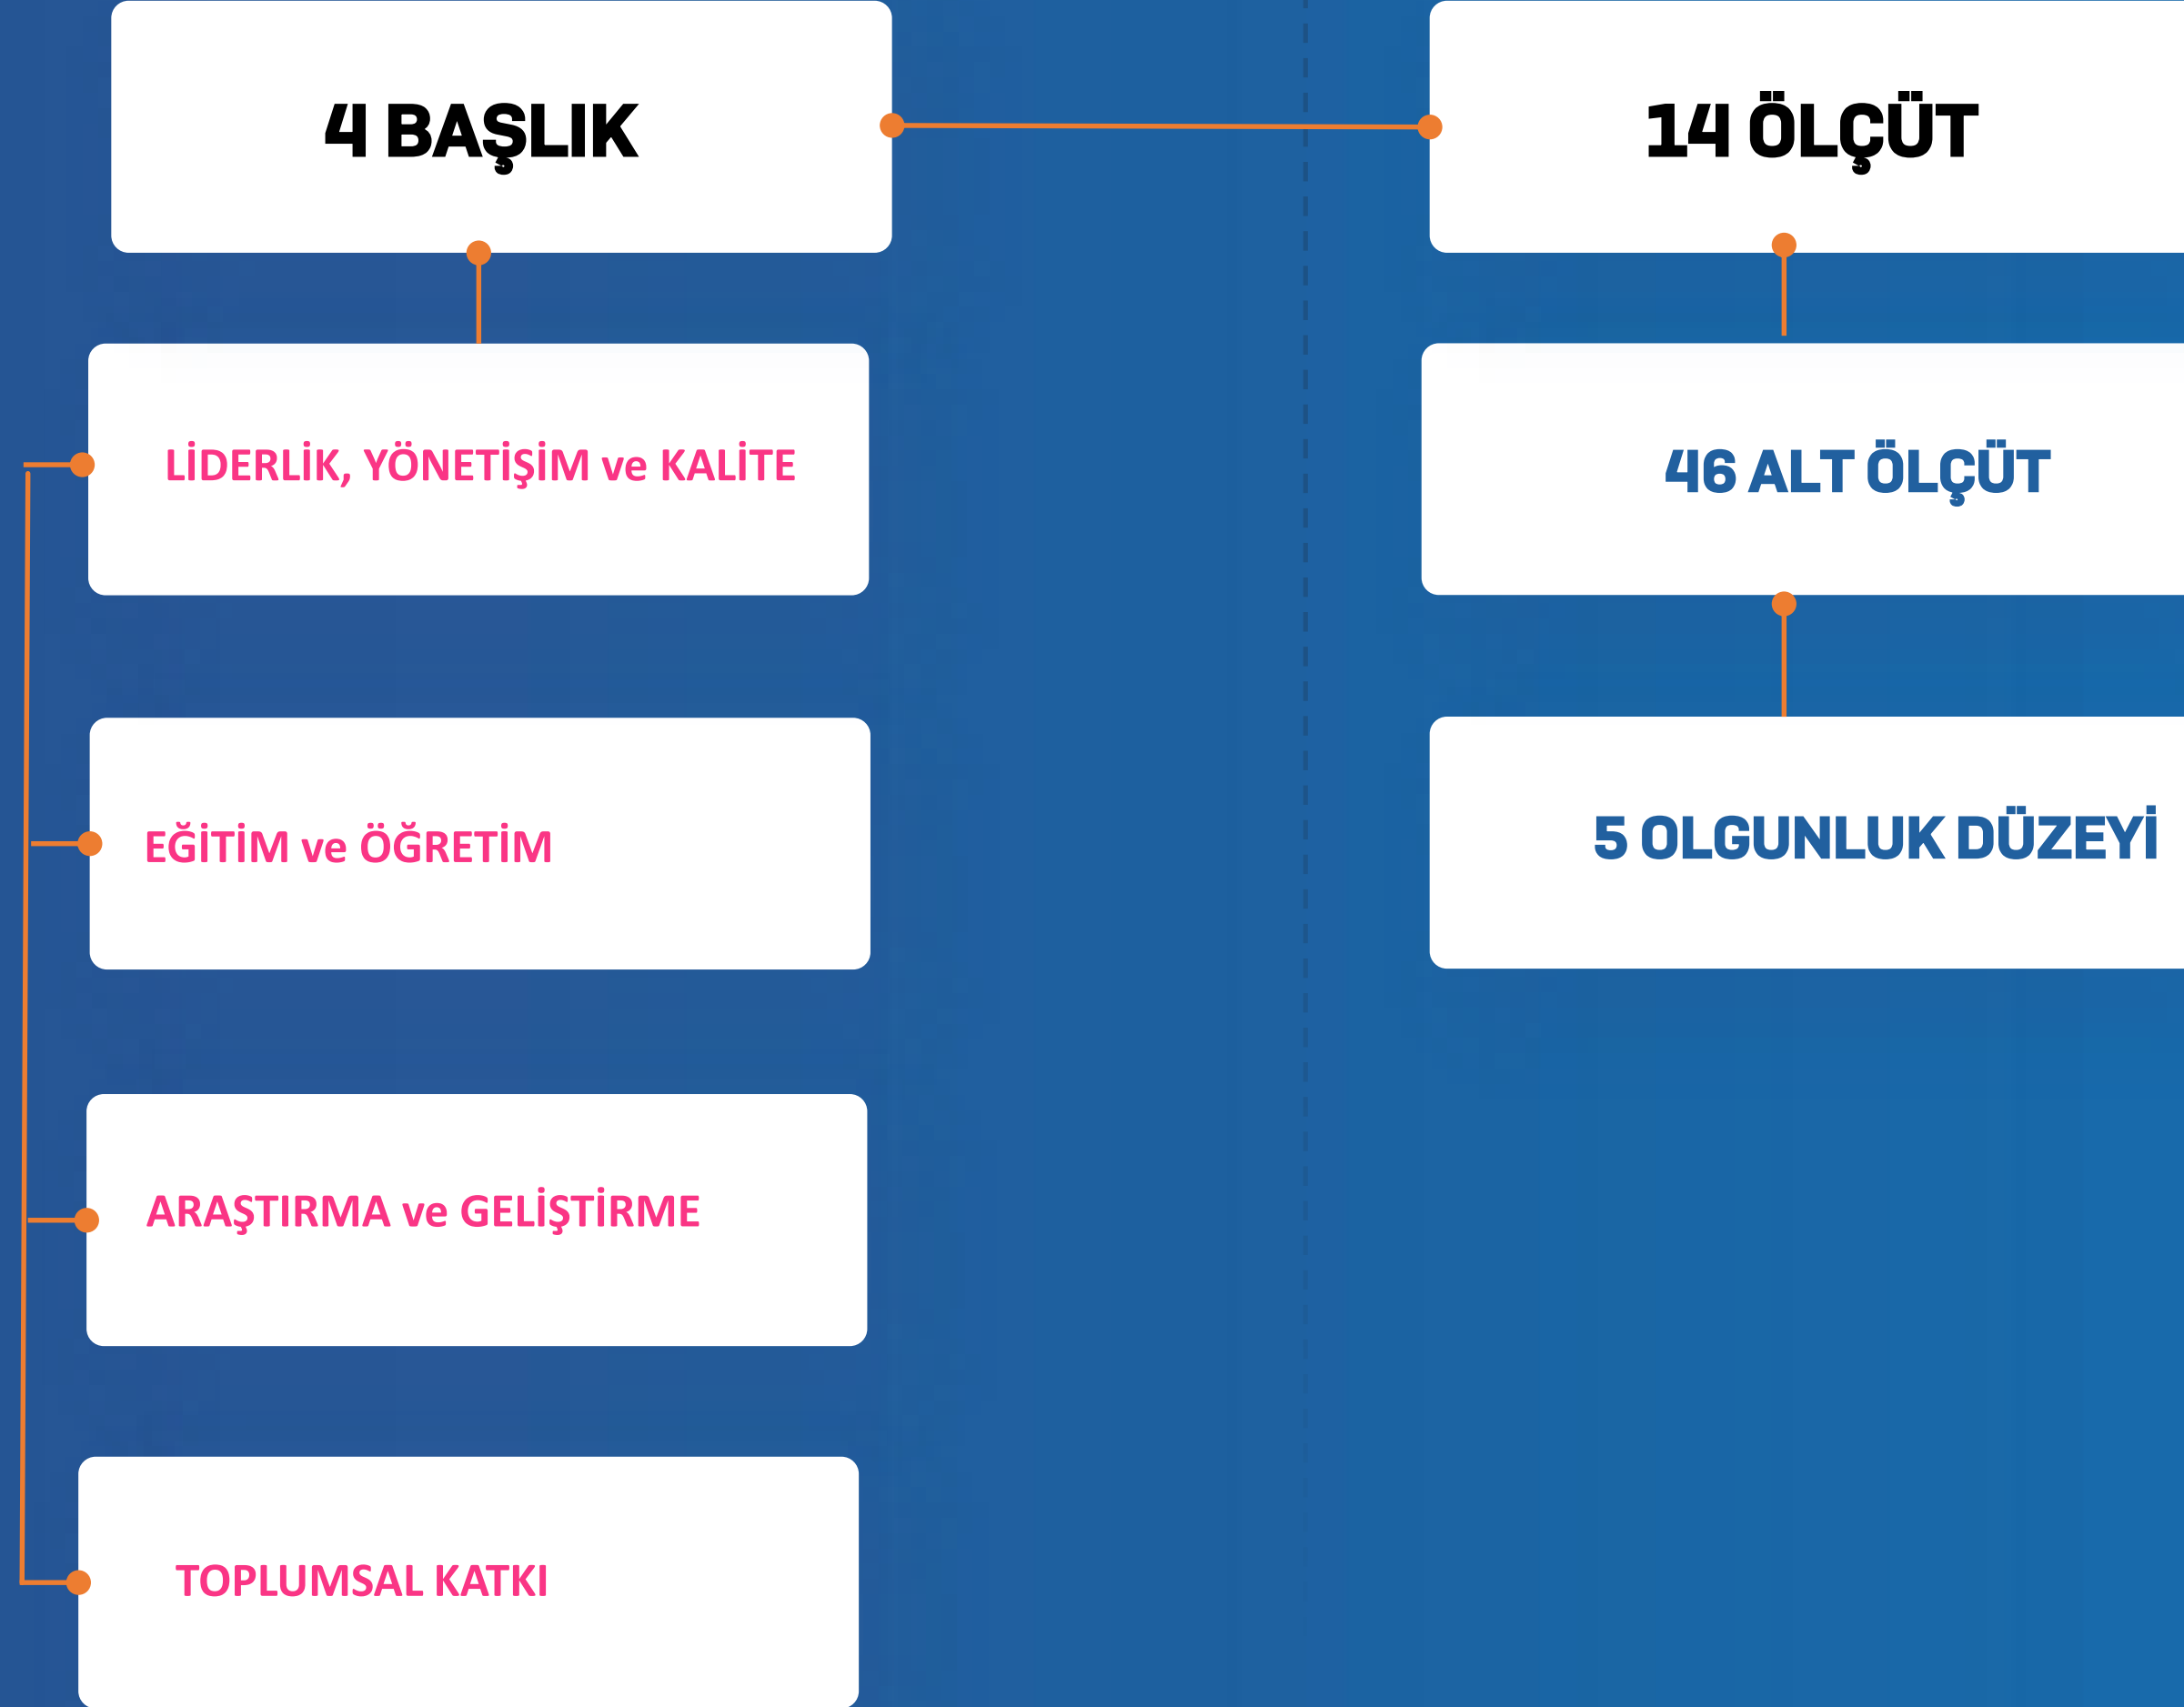 4 BAŞLIK
LİDERLİK, YÖNETİŞİM ve KALİTE
EĞİTİM ve ÖĞRETİM
ARAŞTIRMA ve GELİŞTİRME
TOPLUMSAL KATKI
14 ÖLÇÜT
46 ALT ÖLÇÜT
5 OLGUNLUK DÜZEYİ